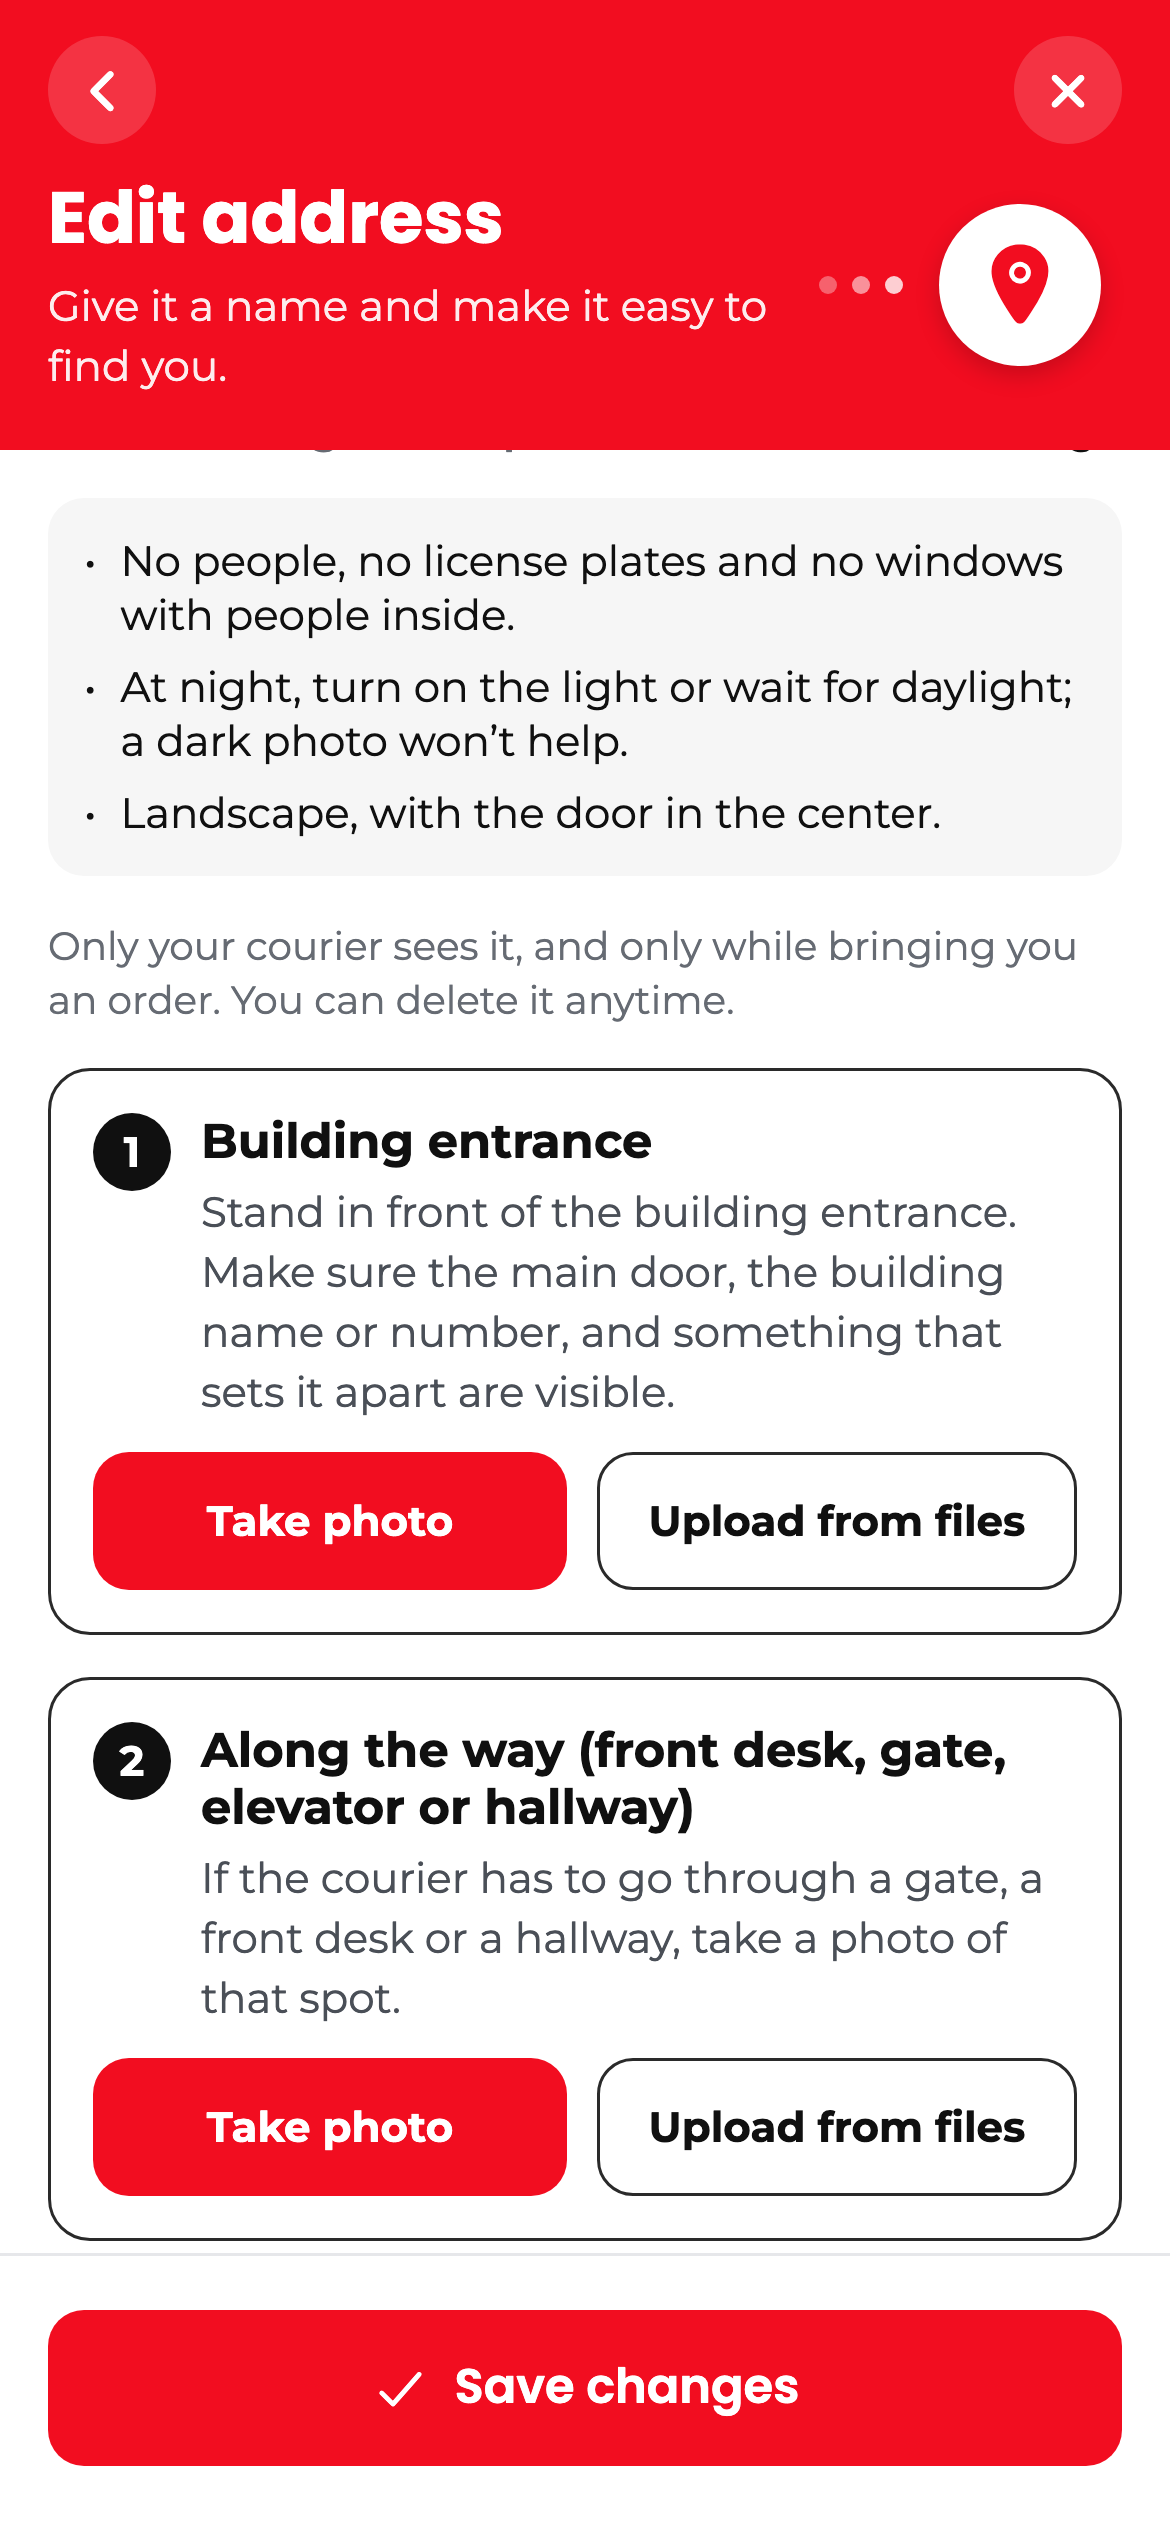 Edit address
Give it a name and make it easy to
find you.
• No people, no license plates and no windows
with people inside.
• At night, turn on the light or wait for daylight;
a dark photo won’t help.
• Landscape, with the door in the center.
Only your courier sees it, and only while bringing you
an order. You can delete it anytime.
1 Building entrance
Stand in front of the building entrance.
Make sure the main door, the building
name or number, and something that
sets it apart are visible.
Take photo
Upload from files
2 Along the way (front desk, gate,
elevator or hallway)
If the courier has to go through a gate, a
front desk or a hallway, take a photo of
that spot.
Take photo
Upload from files
Save changes